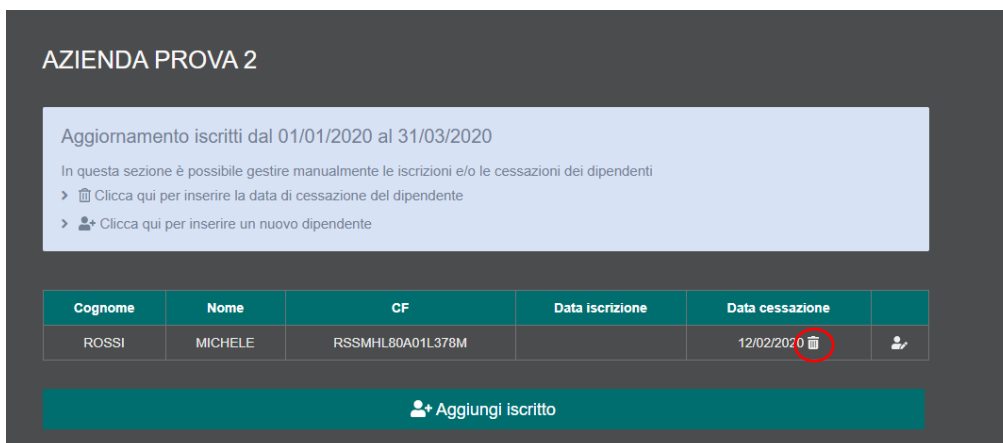 AZIENDA PROVA 2
Aggiornamento iscritti dal 01/01/2020 al 31/03/2020
In questa sezione è possibile gestire manualmente le iscrizioni e/o le cessazioni dei dipendenti
Clicca qui per inserire la data di cessazione del dipendente
Clicca qui per inserire un nuovo dipendente
Cognome Nome CF Data iscrizione Data cessazione
ROSSI MICHELE RSSMHL80A01L378M 12/02/2020
Aggiungi iscritto